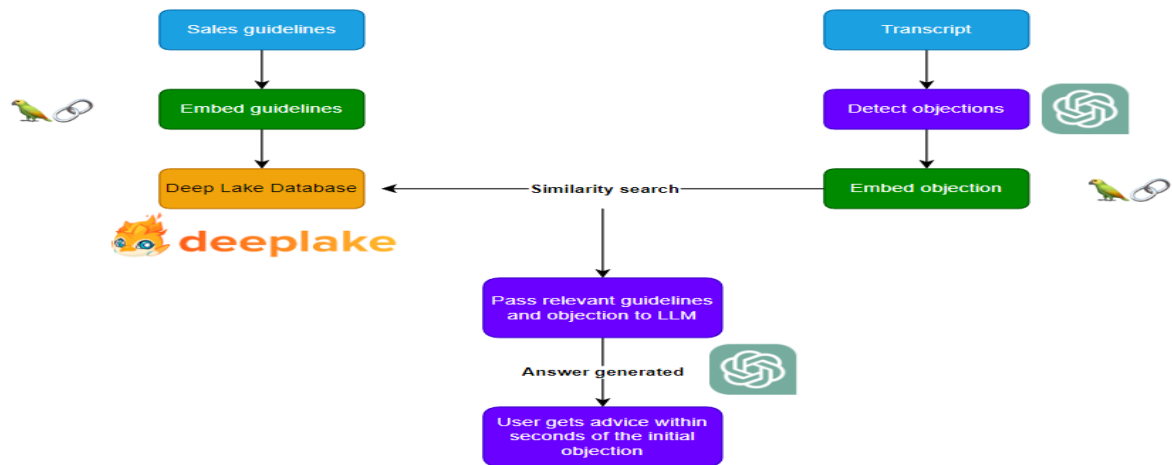 Sales guidelines
Transcript
Embed guidelines
Detect objections
Deep Lake Database
Similarity search
Embed objection
deeplake
Pass relevant guidelines
and objection to LLM
Answer generated
User gets advice within
seconds of the initial
objection